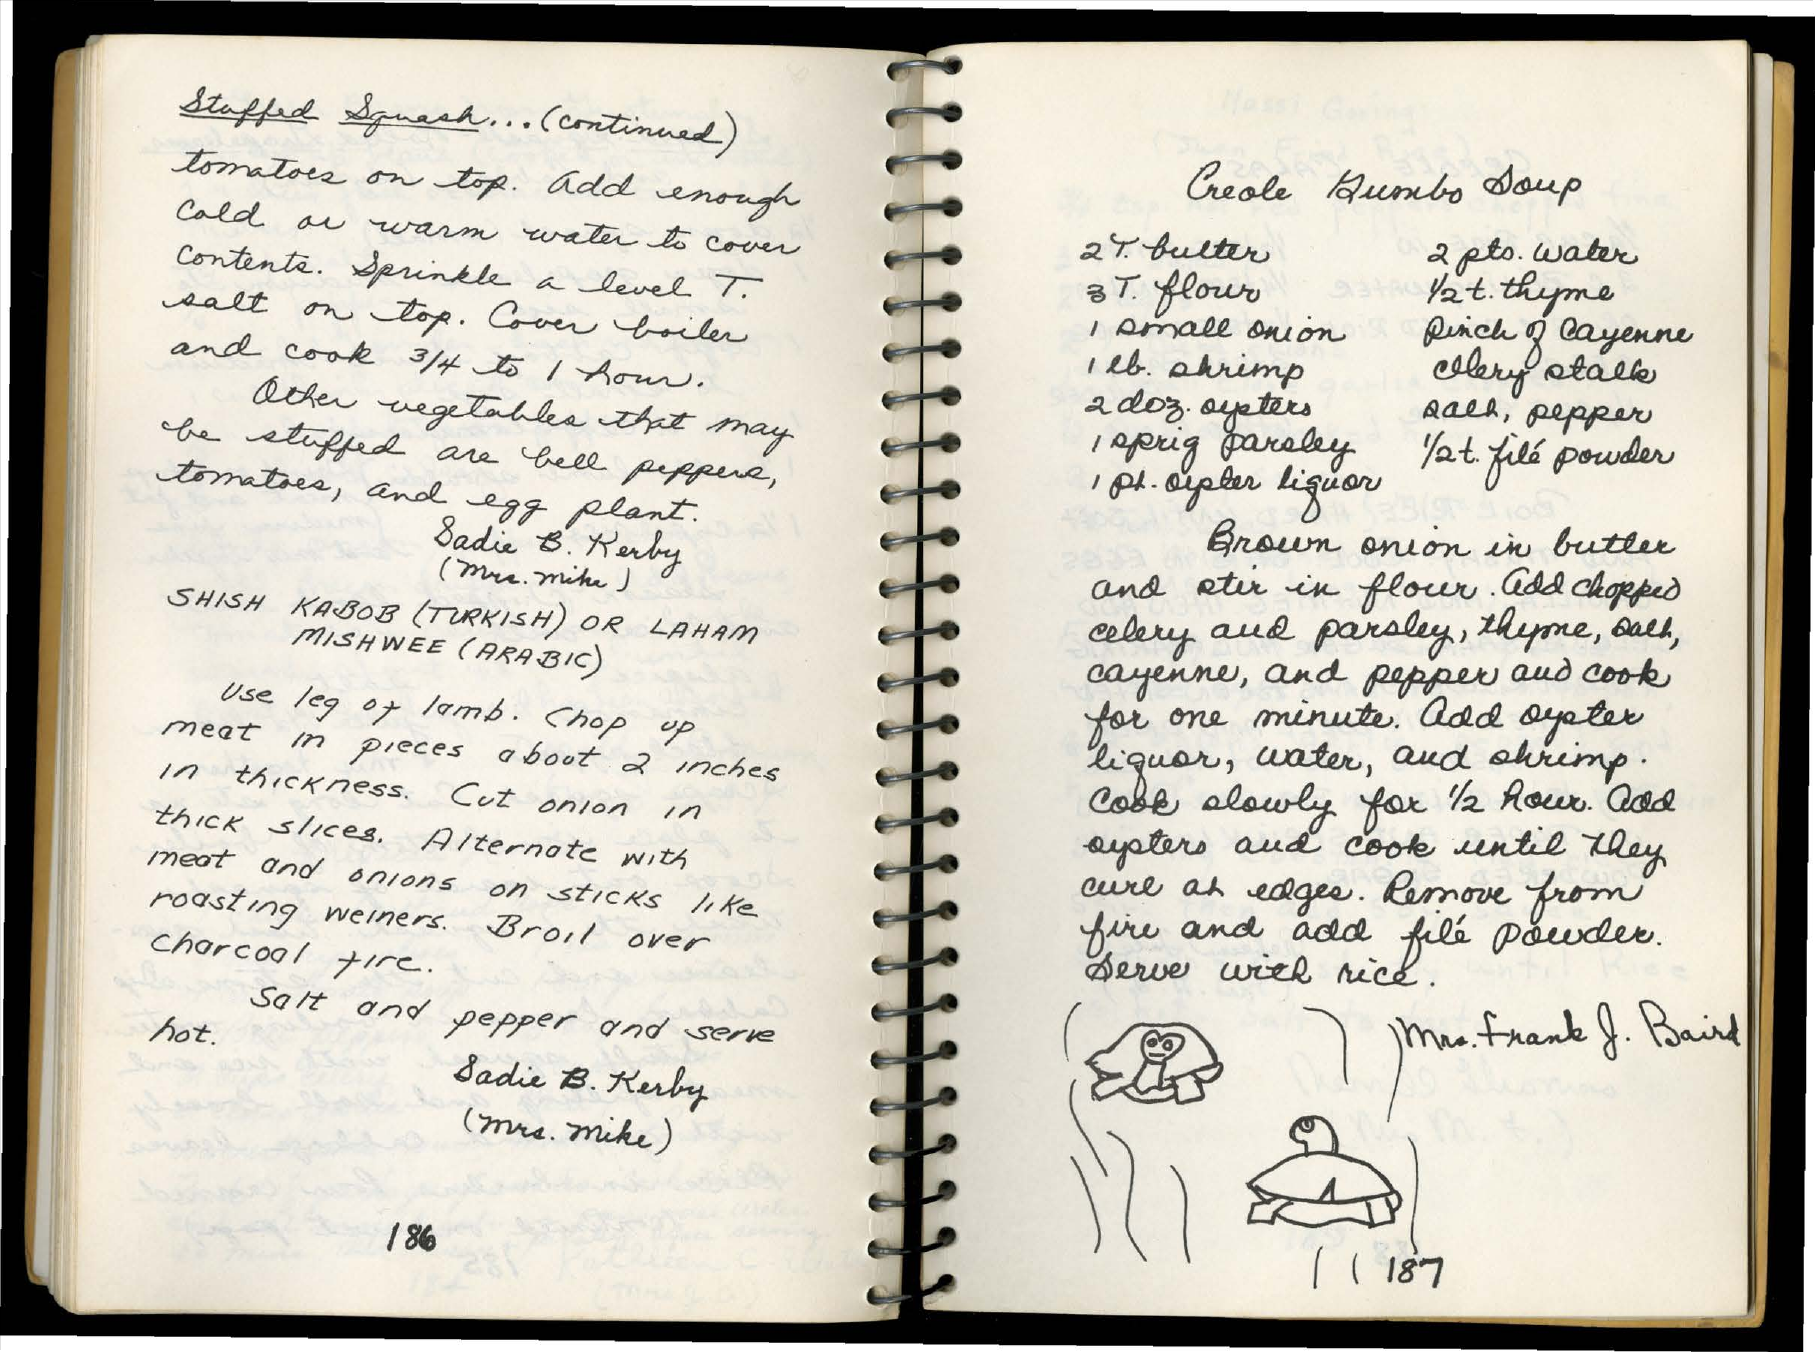 Stuffed Squash... (continued)
tomatoes on top. Add enough
cold or warm water to cover
contents. Sprinkle a level T.
salt on top. Cover boiler
and cook 3/4 to 1 hour.
Other vegetables that may
be stuffed are bell peppers,
tomatoes, and egg plant.
Sadie B. Kerby
(Mrs. Mike)
SHISH KABOB (TURKISH) OR LAHAM
MISHWEE (ARABIC)
Use leg of lamb. Chop up
meat in pieces about 2 inches
in thickness. Cut onion in
thick slices. Alternate with
meat and onions on sticks like
roasting weiners. Broil over
charcoal fire.
Salt and pepper and serve
hot.
Sadie B. Kerby
(Mrs. Mike)
186
Creole Gumbo Soup
2 T. butter
3 T. flour
1 small onion
1 lb. shrimp
2 doz. oysters
1 sprig parsley
1 pt. oyster liquor
2 pts. water
1/2 t. thyme
Pinch of Cayenne
celery stalk
salt, pepper
1/2 t. filé powder
Brown onion in butter
and stir in flour. Add chopped
celery and parsley, thyme, salt,
cayenne, and pepper and cook
for one minute. Add oyster
liquor, water, and shrimp.
Cook slowly for 1/2 hour. Add
oysters and cook until they
curl at edges. Remove from
fire and add filé powder.
Serve with rice.
Mrs. Frank J. Baird
187